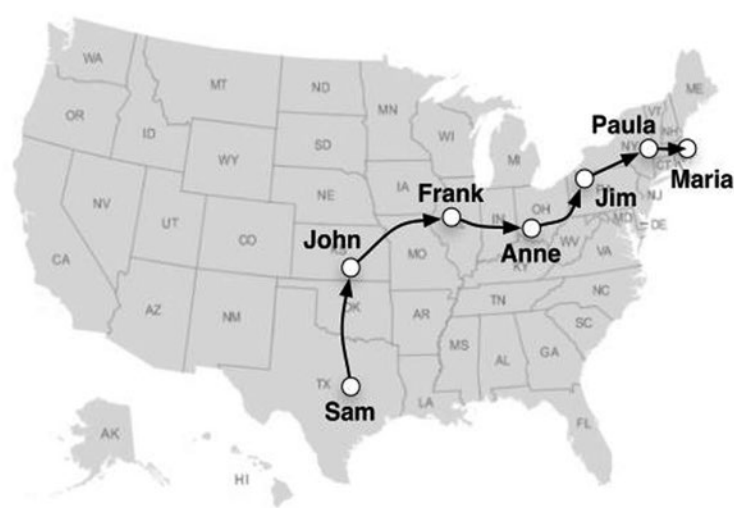 WA
MT
ND
MN
ME
OR
ID
SD
WI
VT
NH
Paula
WY
MI
NY
CT
Maria
IA
NE
Frank
Jim
NJ
NV
UT
CO
John
IN
OH
MD
DE
Anne
WV
CA
MO
KY
VA
AZ
NM
OK
AR
TN
NC
SC
MS
AL
GA
TX
Sam
LA
FL
AK
HI